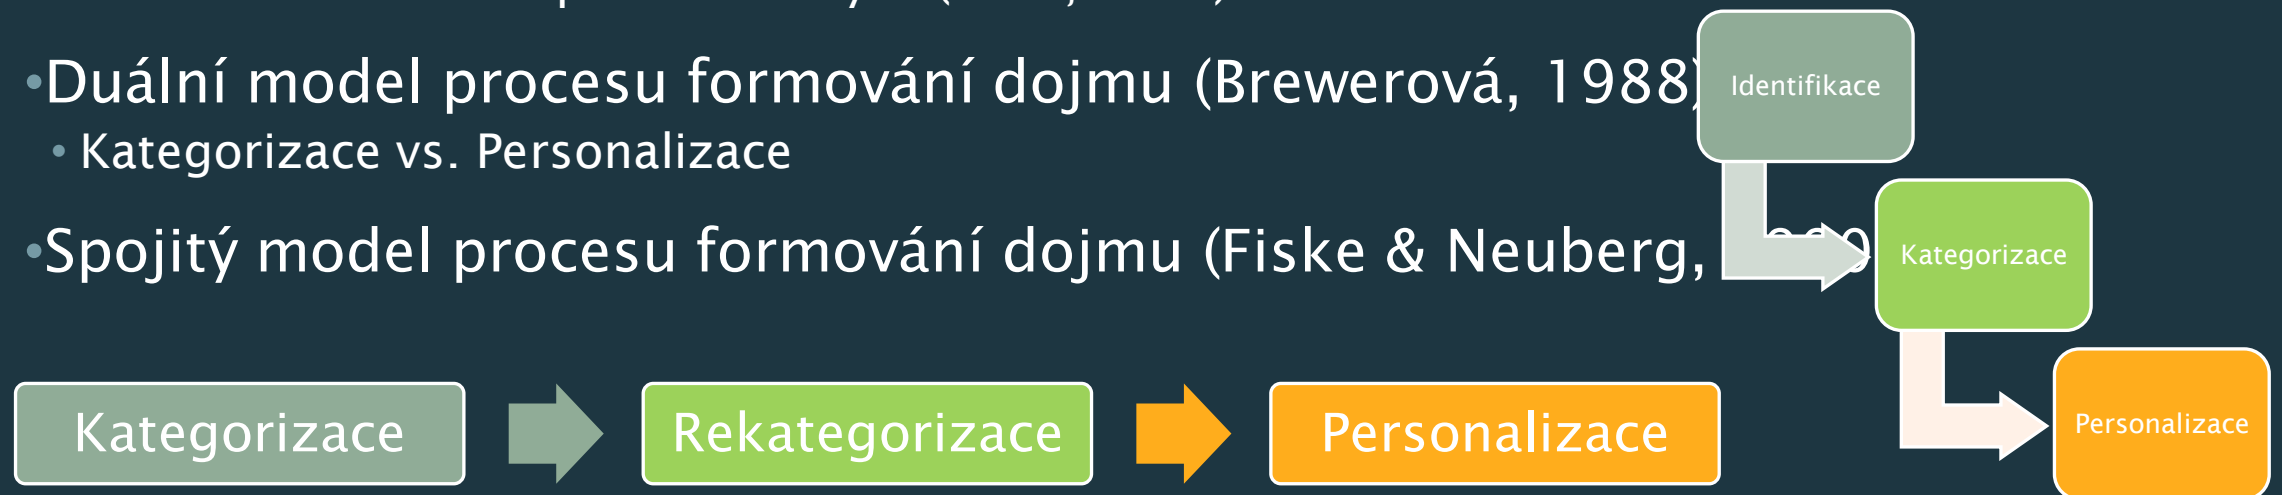 •Duální model procesu formování dojmu (Brewerová, 1988)
• Kategorizace vs. Personalizace
•Spojitý model procesu formování dojmu (Fiske & Neuberg,
Identifikace
Kategorizace
Personalizace
Kategorizace
Rekategorizace
Personalizace